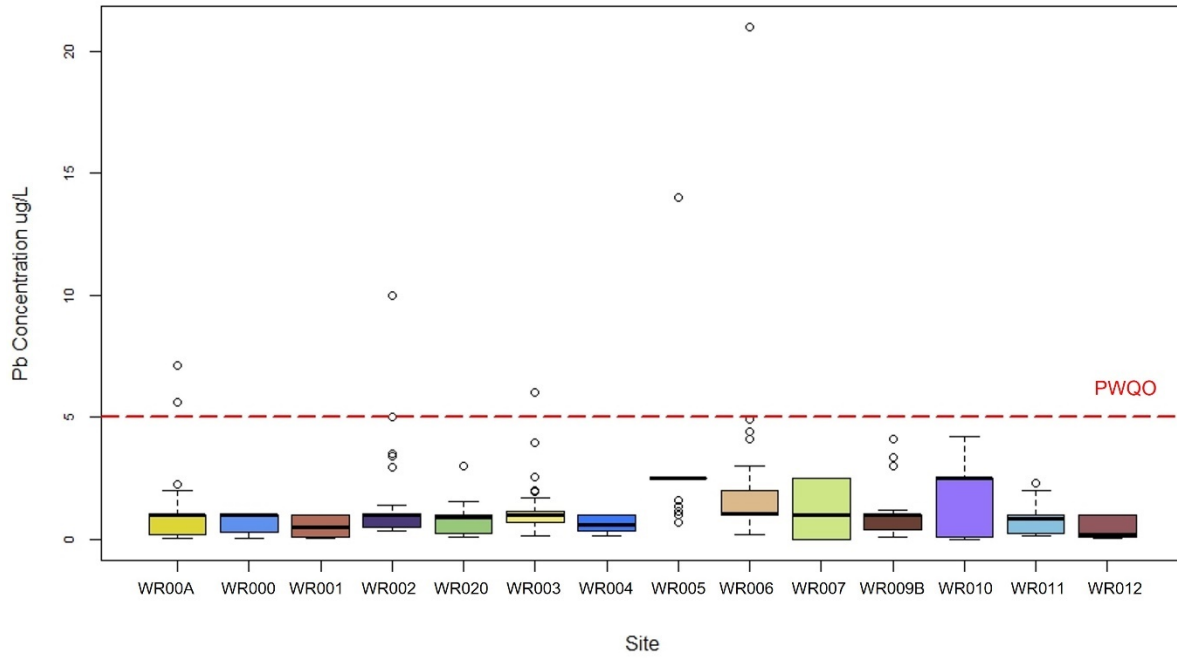 Pb Concentration ug/L
20
15
10
5
0
PWQO
WR00A WR000 WR001 WR002 WR020 WR003 WR004 WR005 WR006 WR007 WR009B WR010 WR011 WR012
Site